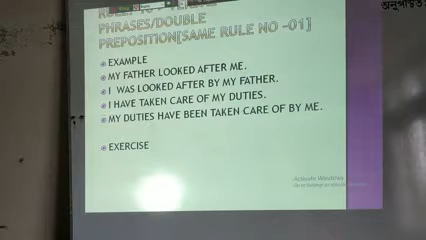 PHRASES/DOUBLE
PREPOSITION[SAME RULE NO -01]
EXAMPLE
MY FATHER LOOKED AFTER ME.
I WAS LOOKED AFTER BY MY FATHER.
I HAVE TAKEN CARE OF MY DUTIES.
MY DUTIES HAVE BEEN TAKEN CARE OF BY ME.
EXERCISE
Activate Windows